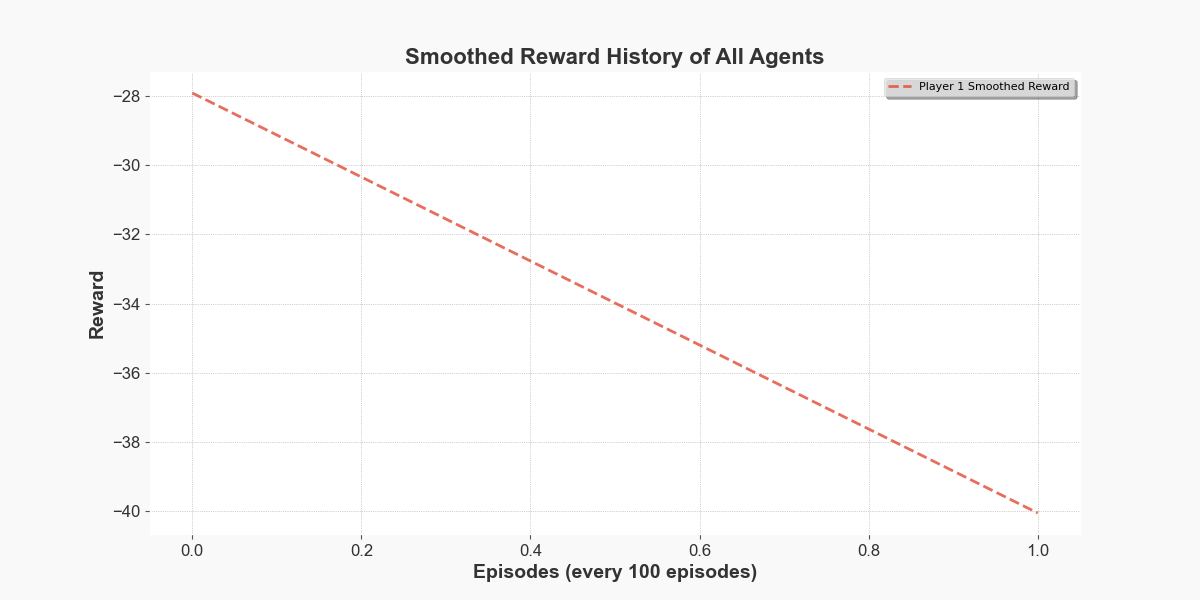 Smoothed Reward History of All Agents
Player 1 Smoothed Reward
−28
−30
−32
−34
−36
−38
−40
Reward
0.0 0.2 0.4 0.6 0.8 1.0
Episodes (every 100 episodes)